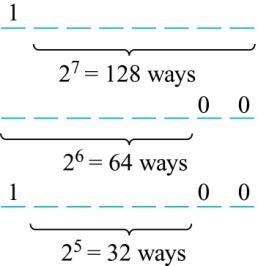 1
2⁷ = 128 ways
0 0
2⁶ = 64 ways
1 0 0
2⁵ = 32 ways